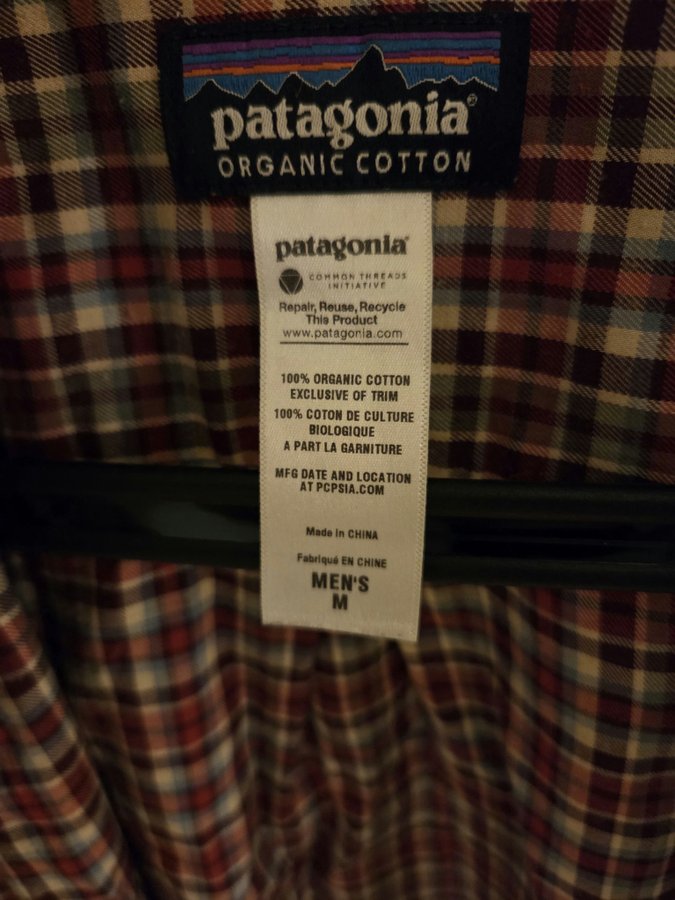 patagonia®
ORGANIC COTTON
patagonia®
COMMON THREADS
INITIATIVE
Repair, Reuse, Recycle
This Product
www.patagonia.com
100% ORGANIC COTTON
EXCLUSIVE OF TRIM
100% COTON DE CULTURE
BIOLOGIQUE
A PART LA GARNITURE
MFG DATE AND LOCATION
AT PCPSIA.COM
Made in CHINA
Fabriqué EN CHINE
MEN'S
M